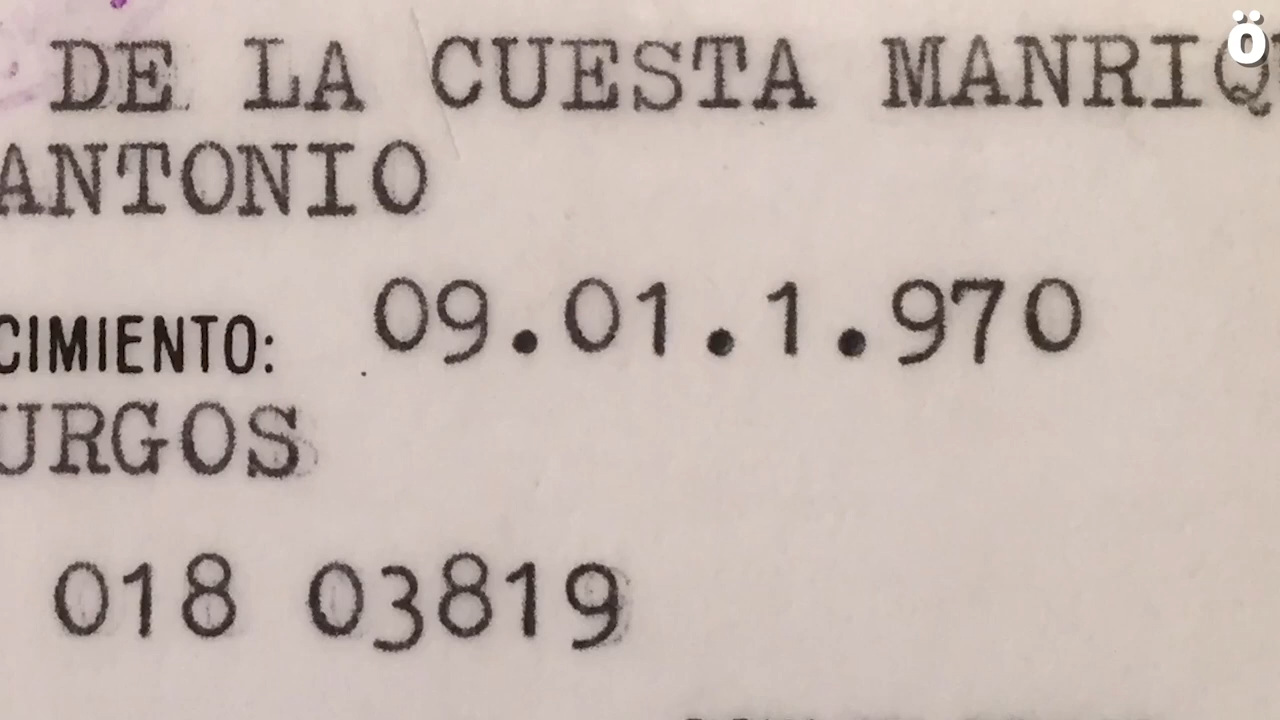 ö
DE LA CUESTA MANRIQ
ANTONIO
CIMIENTO: 09.01.1.970
URGOS
018 03819